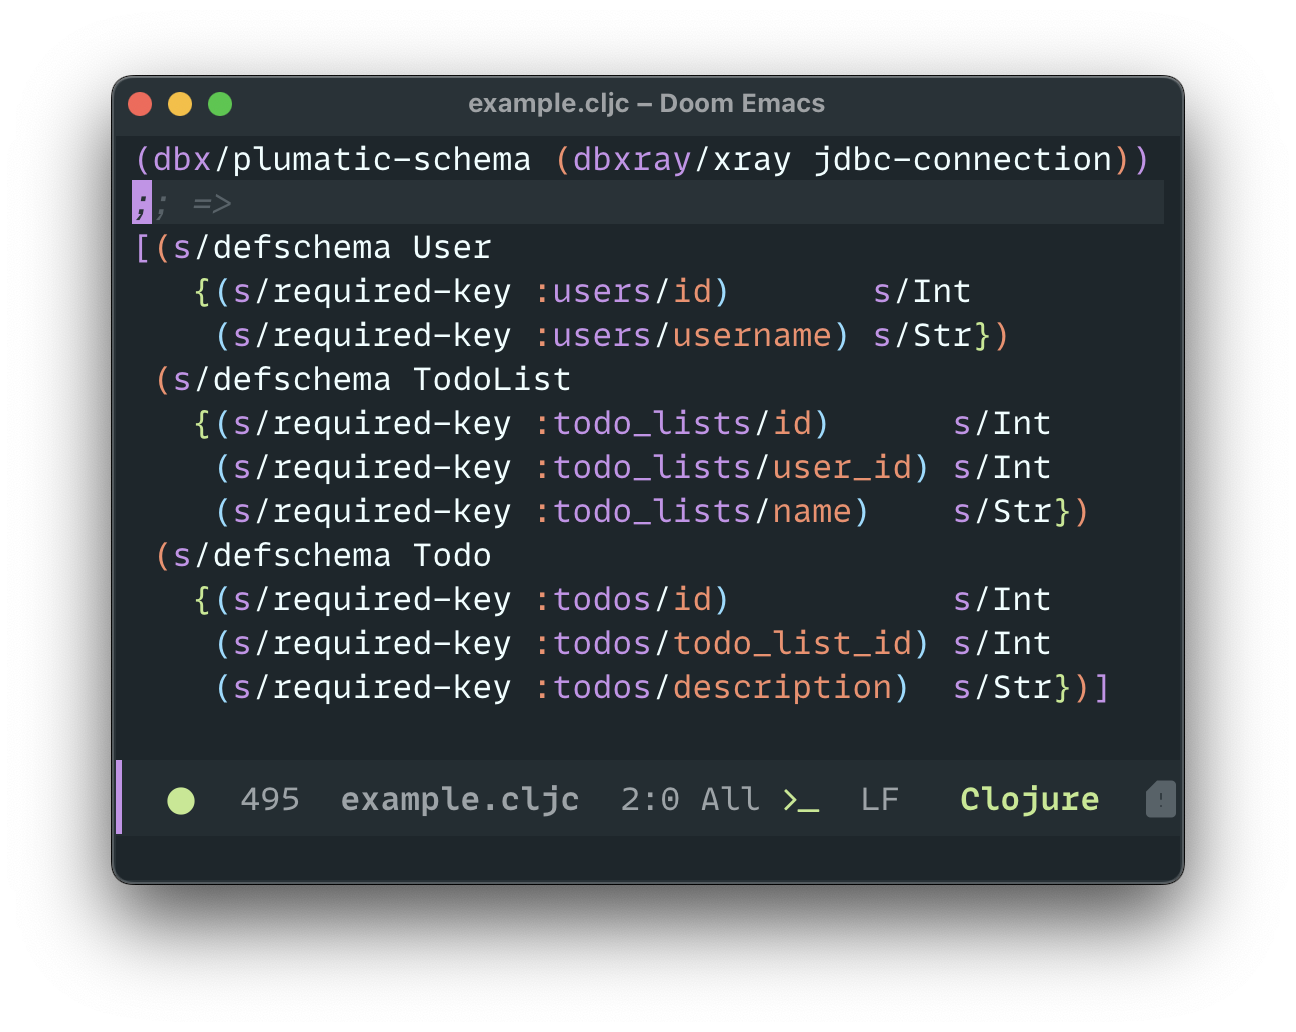 example.cljc – Doom Emacs
(dbx/plumatic-schema (dbxray/xray jdbc-connection))
;; =>
[(s/defschema User
   {(s/required-key :users/id)       s/Int
    (s/required-key :users/username) s/Str})
 (s/defschema TodoList
   {(s/required-key :todo_lists/id)      s/Int
    (s/required-key :todo_lists/user_id) s/Int
    (s/required-key :todo_lists/name)    s/Str})
 (s/defschema Todo
   {(s/required-key :todos/id)           s/Int
    (s/required-key :todos/todo_list_id) s/Int
    (s/required-key :todos/description)  s/Str})]
495 example.cljc 2:0 All >_ LF Clojure !